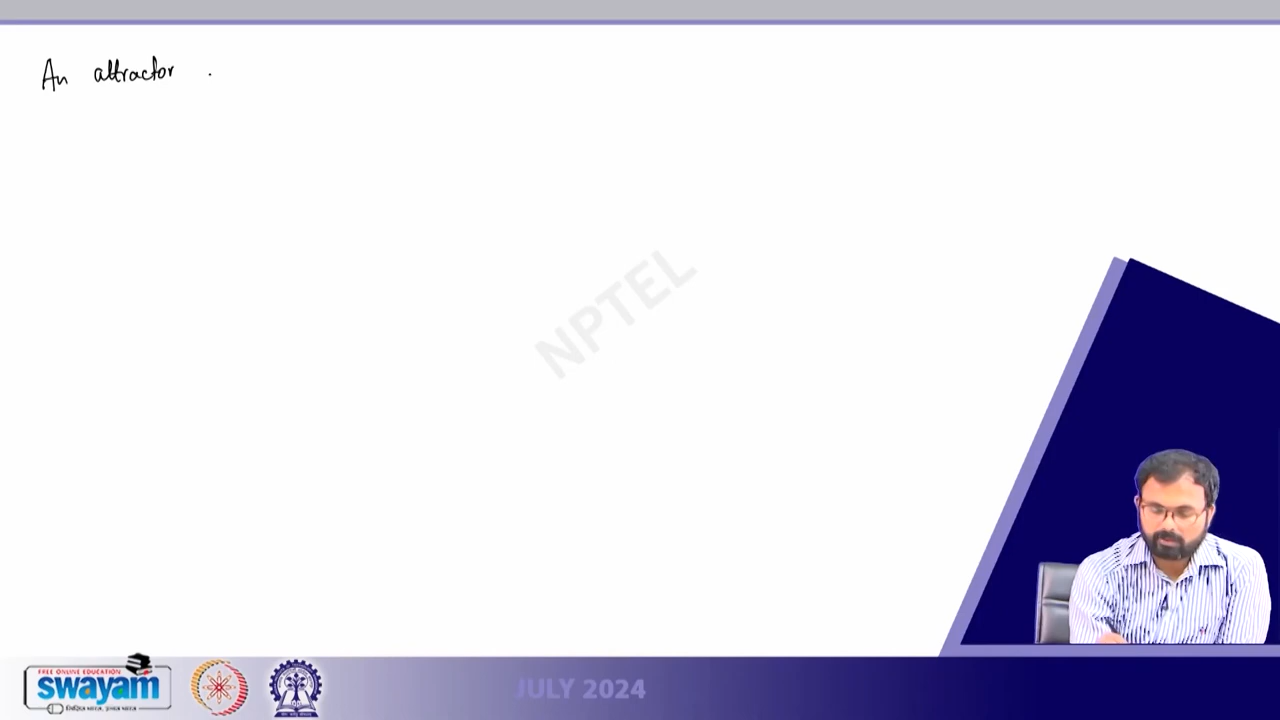 An attractor
NPTEL
FREE ONLINE EDUCATION
swayam
JULY 2024